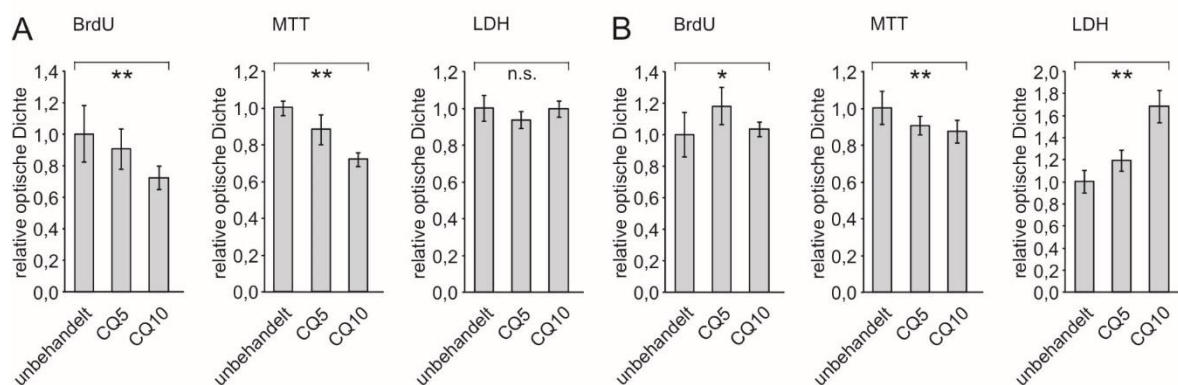 A
BrdU
relative optische Dichte
1,4
1,2
1,0
0,8
0,6
0,4
0,2
0,0
**
unbehandelt
CQ5
CQ10
MTT
relative optische Dichte
1,2
1,0
0,8
0,6
0,4
0,2
0,0
**
unbehandelt
CQ5
CQ10
LDH
relative optische Dichte
1,2
1,0
0,8
0,6
0,4
0,2
0,0
n.s.
unbehandelt
CQ5
CQ10
B
BrdU
relative optische Dichte
1,4
1,2
1,0
0,8
0,6
0,4
0,2
0,0
*
unbehandelt
CQ5
CQ10
MTT
relative optische Dichte
1,2
1,0
0,8
0,6
0,4
0,2
0,0
**
unbehandelt
CQ5
CQ10
LDH
relative optische Dichte
2,0
1,8
1,6
1,4
1,2
1,0
0,8
0,6
0,4
0,2
0,0
**
unbehandelt
CQ5
CQ10